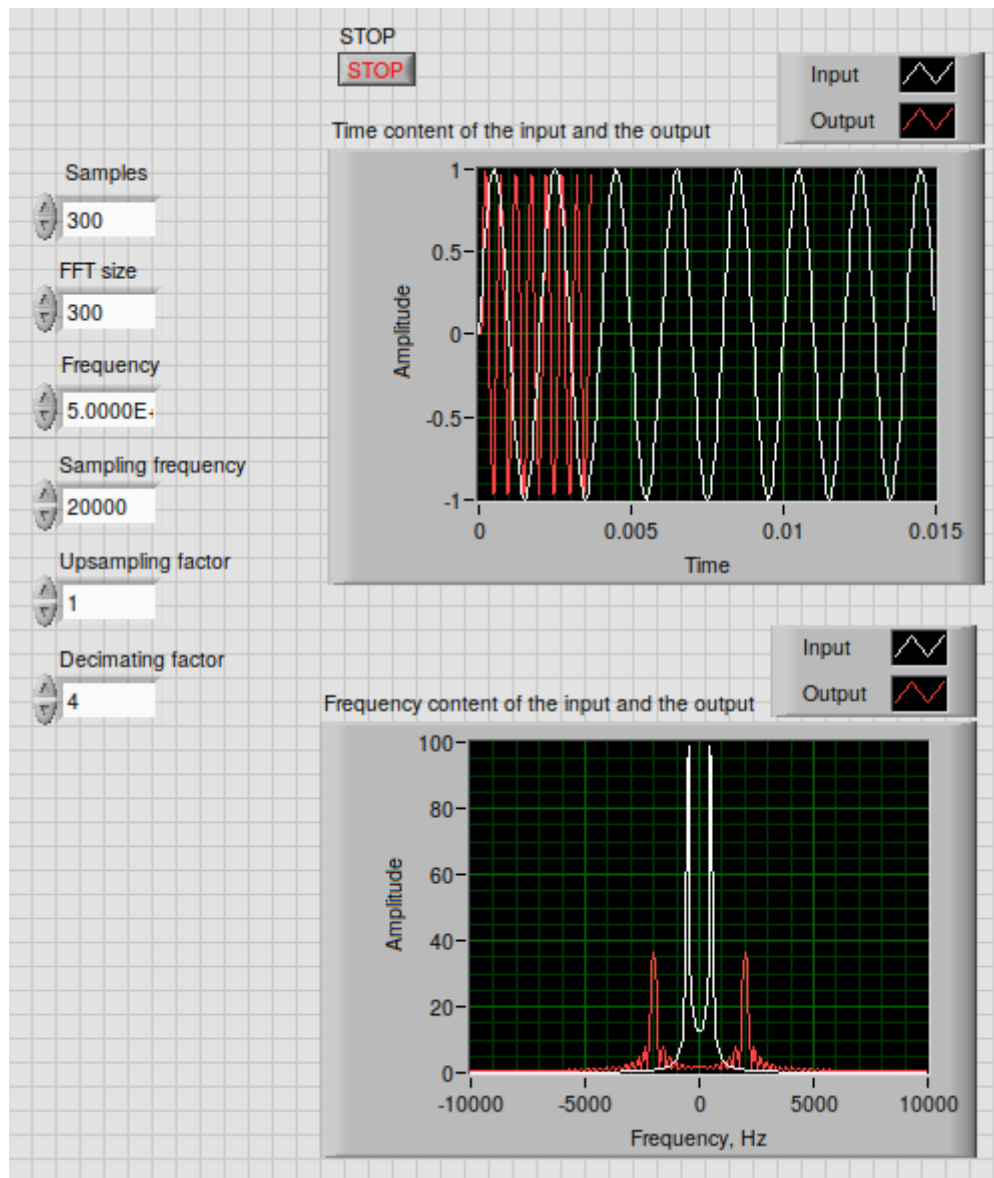 STOP
STOP
Input
Output
Time content of the input and the output
Samples
300
FFT size
300
Frequency
5.0000E+
Sampling frequency
20000
Upsampling factor
1
Decimating factor
4
1
0.5
0
-0.5
-1
Amplitude
0 0.005 0.01 0.015
Time
Input
Output
Frequency content of the input and the output
100
80
60
40
20
0
Amplitude
-10000 -5000 0 5000 10000
Frequency, Hz